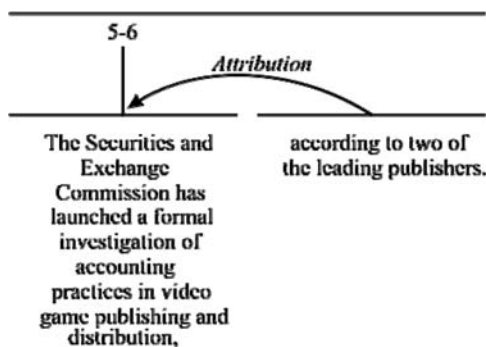 5-6
Attribution
The Securities and
Exchange
Commission has
launched a formal
investigation of
accounting
practices in video
game publishing and
distribution,
according to two of
the leading publishers.